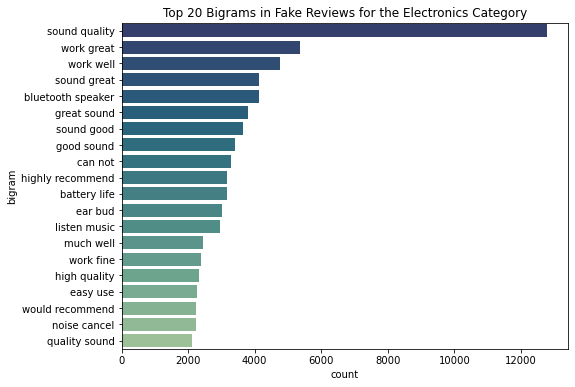 Top 20 Bigrams in Fake Reviews for the Electronics Category
bigram
sound quality
work great
work well
sound great
bluetooth speaker
great sound
sound good
good sound
can not
highly recommend
battery life
ear bud
listen music
much well
work fine
high quality
easy use
would recommend
noise cancel
quality sound
0 2000 4000 6000 8000 10000 12000
count